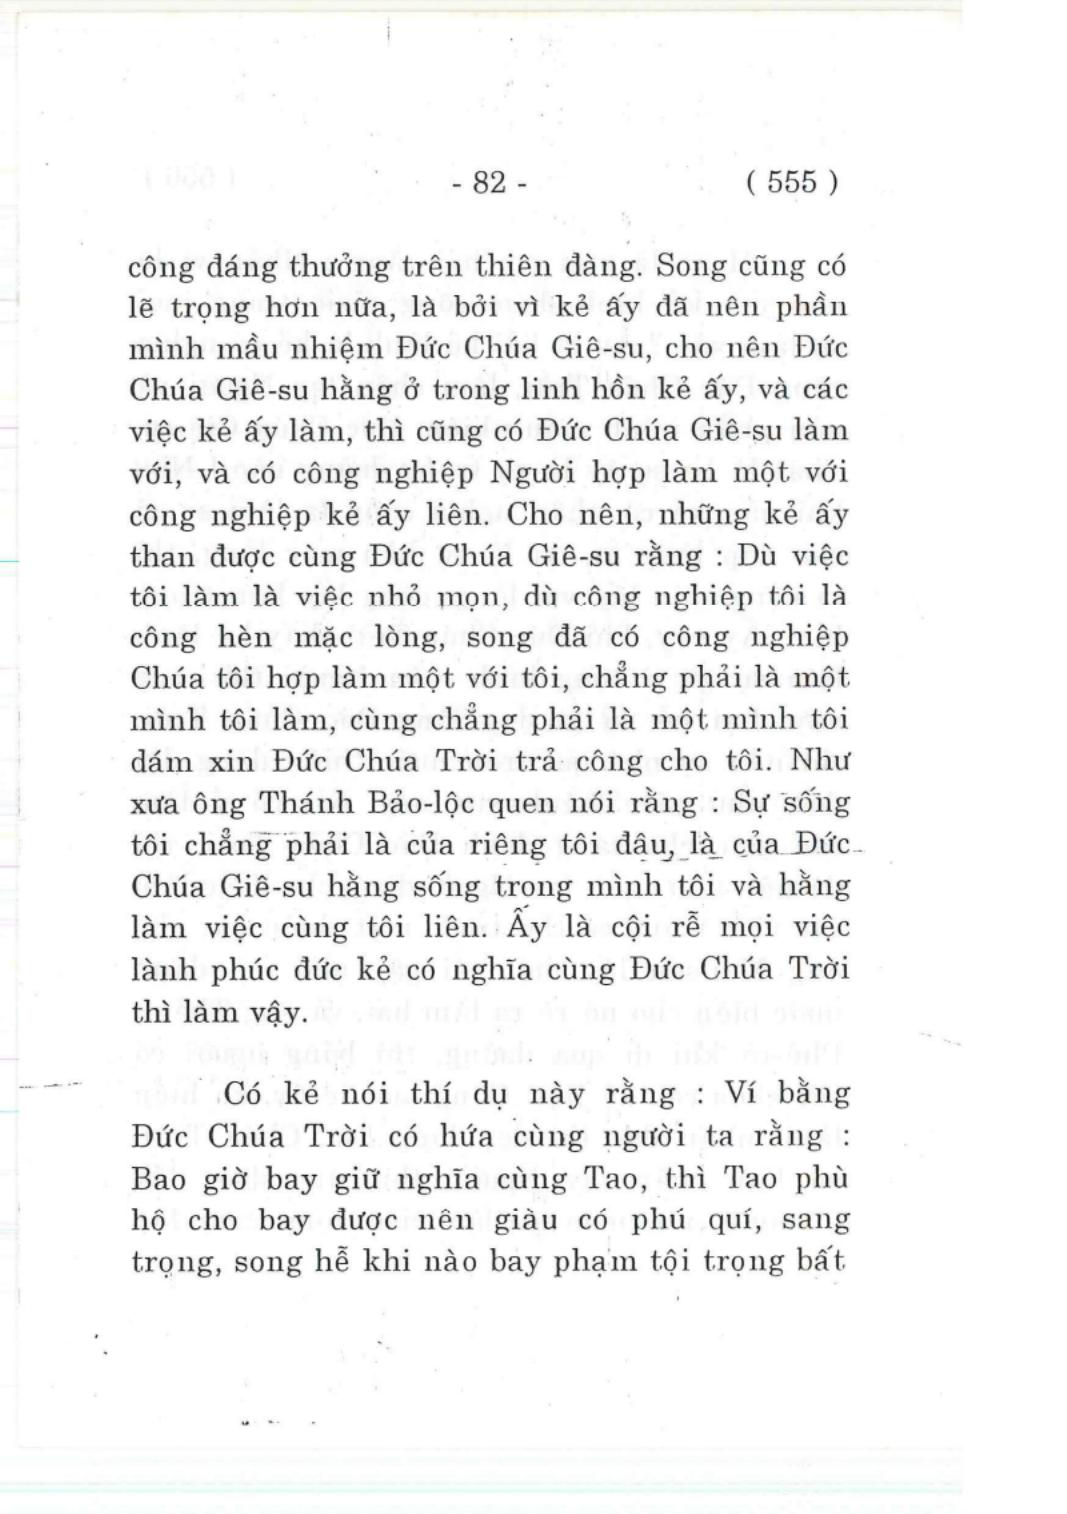 - 82 - ( 555 )
công đáng thưởng trên thiên đàng. Song cũng có
lẽ trọng hơn nữa, là bởi vì kẻ ấy đã nên phần
mình mầu nhiệm Đức Chúa Giê-su, cho nên Đức
Chúa Giê-su hằng ở trong linh hồn kẻ ấy, và các
việc kẻ ấy làm, thì cũng có Đức Chúa Giê-su làm
với, và có công nghiệp Người hợp làm một với
công nghiệp kẻ ấy liên. Cho nên, những kẻ ấy
than được cùng Đức Chúa Giê-su rằng : Dù việc
tôi làm là việc nhỏ mọn, dù công nghiệp tôi là
công hèn mặc lòng, song đã có công nghiệp
Chúa tôi hợp làm một với tôi, chẳng phải là một
mình tôi làm, cùng chẳng phải là một mình tôi
dám xin Đức Chúa Trời trả công cho tôi. Như
xưa ông Thánh Bảo-lộc quen nói rằng : Sự sống
tôi chẳng phải là của riêng tôi đâu, là của Đức
Chúa Giê-su hằng sống trong mình tôi và hằng
làm việc cùng tôi liên. Ấy là cội rễ mọi việc
lành phúc đức kẻ có nghĩa cùng Đức Chúa Trời
thì làm vậy.
Có kẻ nói thí dụ này rằng : Ví bằng
Đức Chúa Trời có hứa cùng người ta rằng :
Bao giờ bay giữ nghĩa cùng Tao, thì Tao phù
hộ cho bay được nên giàu có phú quí, sang
trọng, song hễ khi nào bay phạm tội trọng bất